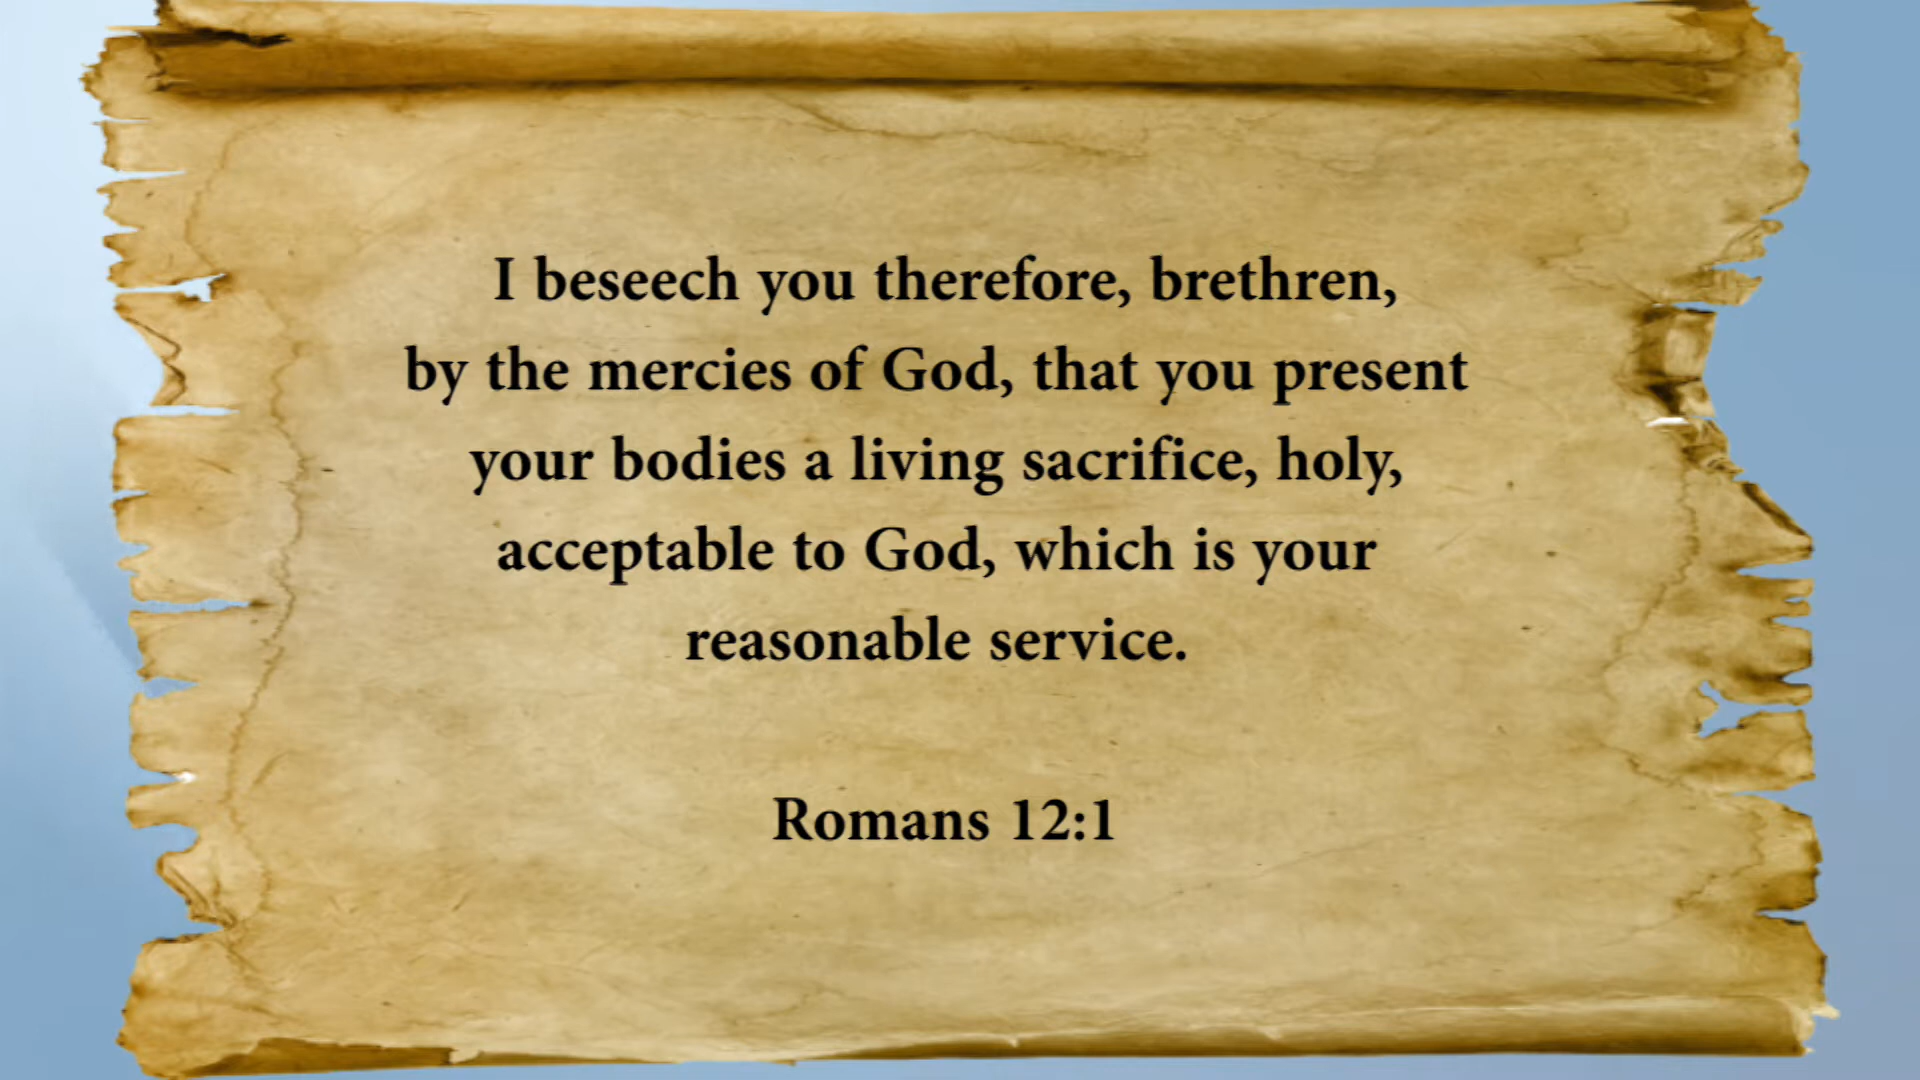 I beseech you therefore, brethren,
by the mercies of God, that you present
your bodies a living sacrifice, holy,
acceptable to God, which is your
reasonable service.
Romans 12:1